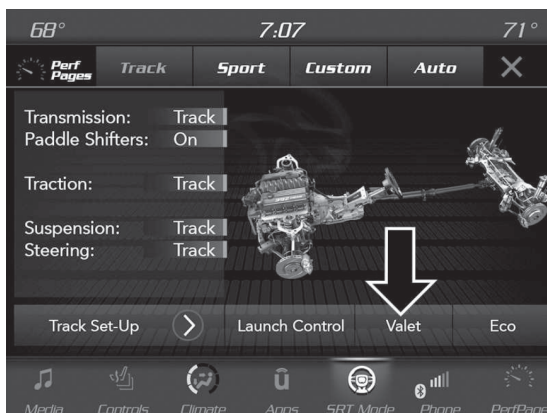 68° 7:07 71°
Perf Pages Track Sport Custom Auto
Transmission: Track
Paddle Shifters: On
Traction: Track
Suspension: Track
Steering: Track
Track Set-Up Launch Control Valet Eco
Media Controls Climate Apps SRT Mode Phone PerfPage